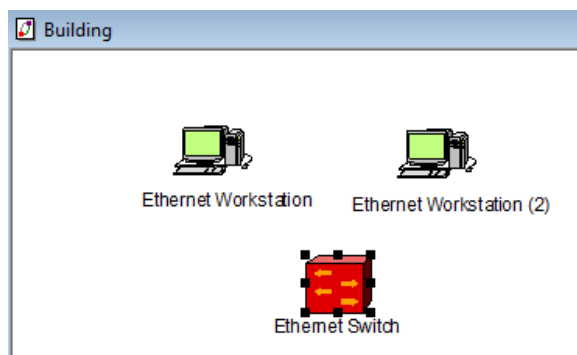 Building
Ethernet Workstation
Ethernet Workstation (2)
Ethernet Switch